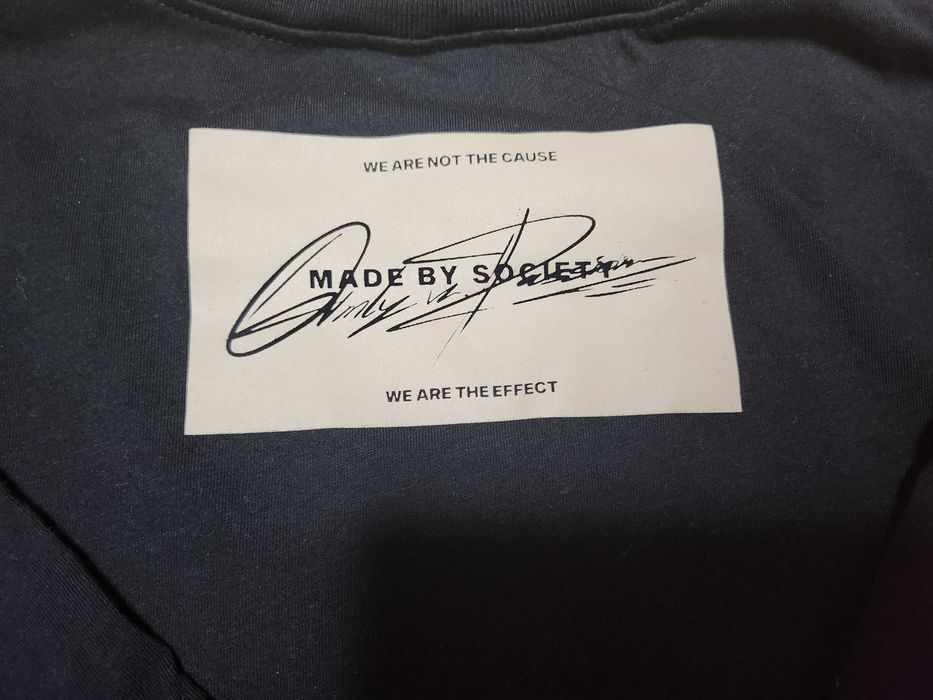 WE ARE NOT THE CAUSE
MADE BY SOCIETY
WE ARE THE EFFECT